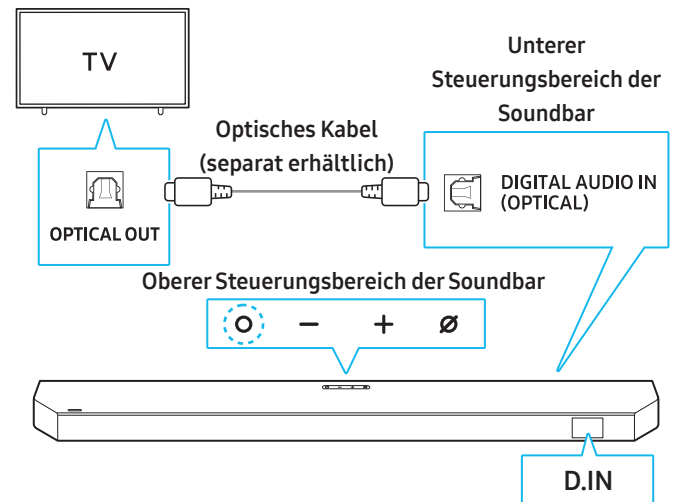 TV
Unterer
Steuerungsbereich der
Soundbar
Optisches Kabel
(separat erhältlich)
OPTICAL OUT
DIGITAL AUDIO IN
(OPTICAL)
Oberer Steuerungsbereich der Soundbar
D.IN